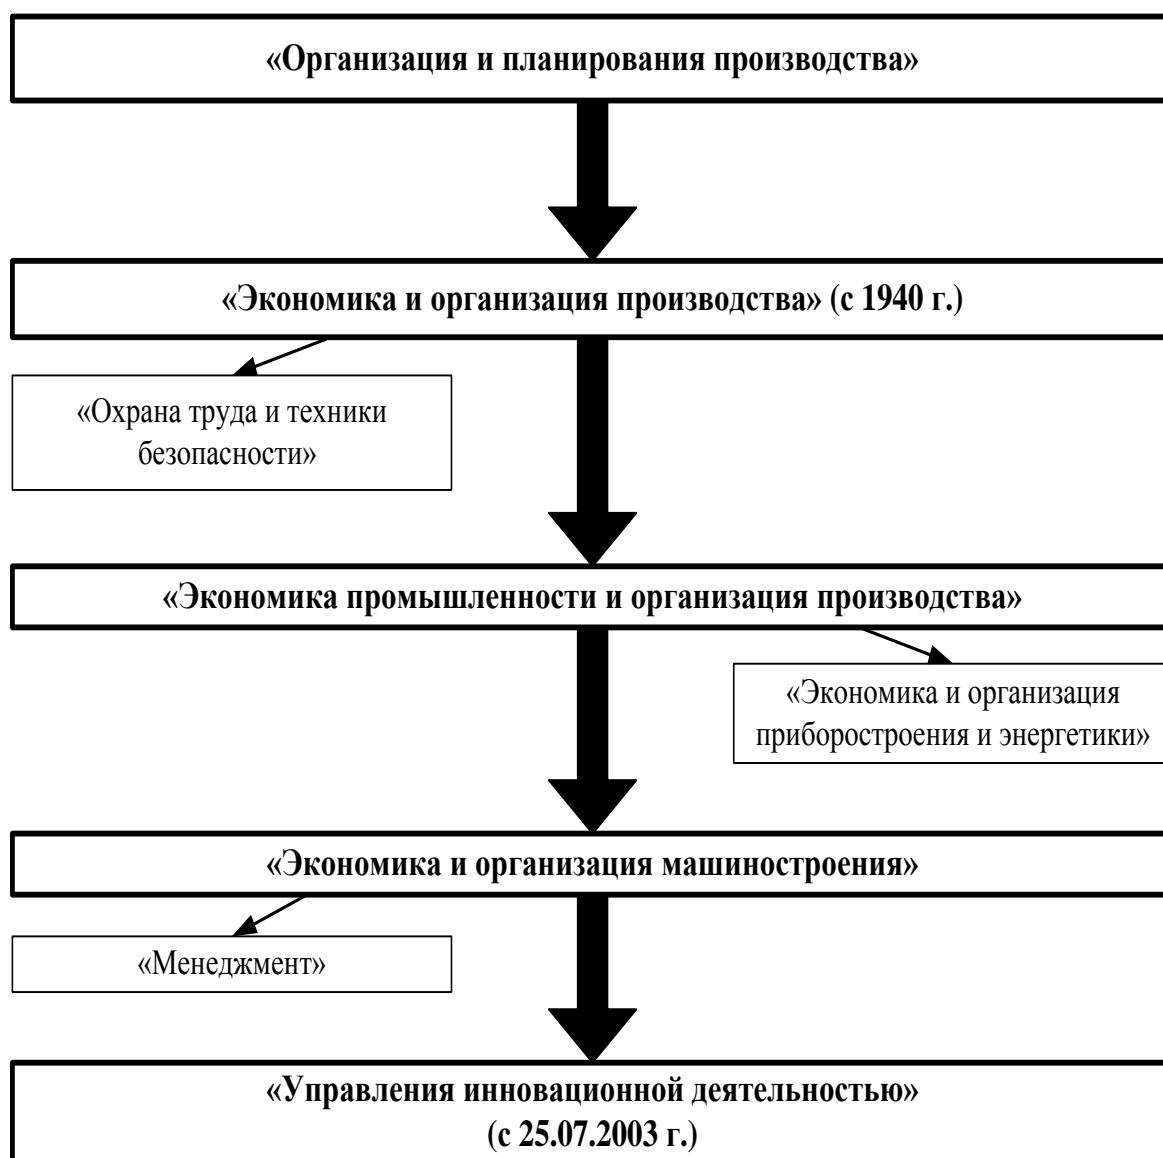 «Организация и планирования производства»
«Экономика и организация производства» (с 1940 г.)
«Охрана труда и техники
безопасности»
«Экономика промышленности и организация производства»
«Экономика и организация
приборостроения и энергетики»
«Экономика и организация машиностроения»
«Менеджмент»
«Управления инновационной деятельностью»
(с 25.07.2003 г.)